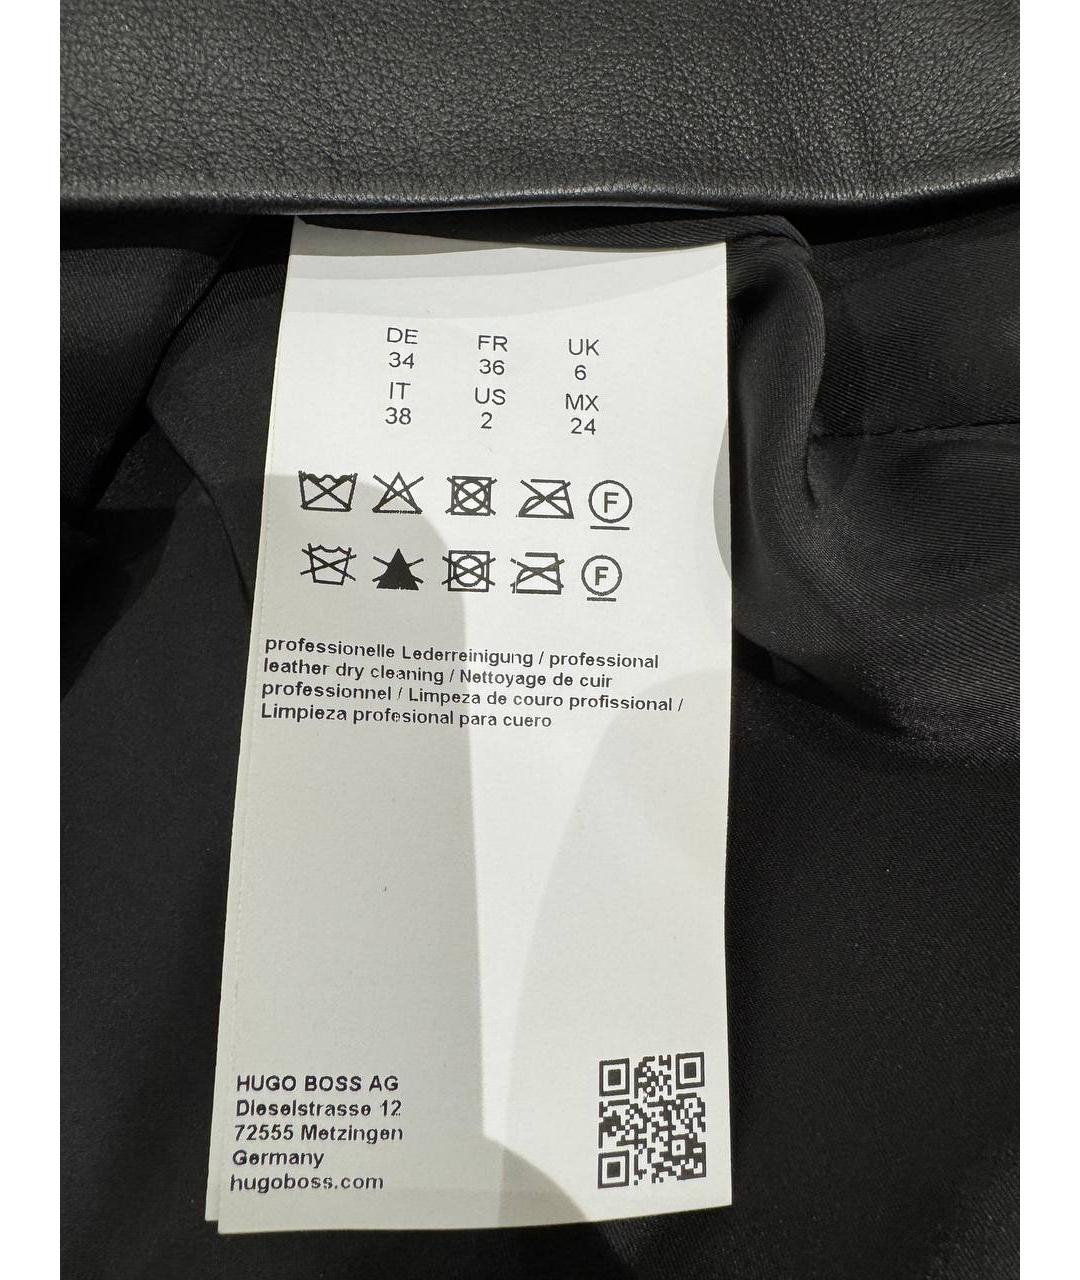 DE FR UK
34 36 6
IT US MX
38 2 24
F
F
professionelle Lederreinigung / professional
leather dry cleaning / Nettoyage de cuir
professionnel / Limpeza de couro profissional /
Limpieza profesional para cuero
HUGO BOSS AG
Dieselstrasse 12
72555 Metzingen
Germany
hugoboss.com